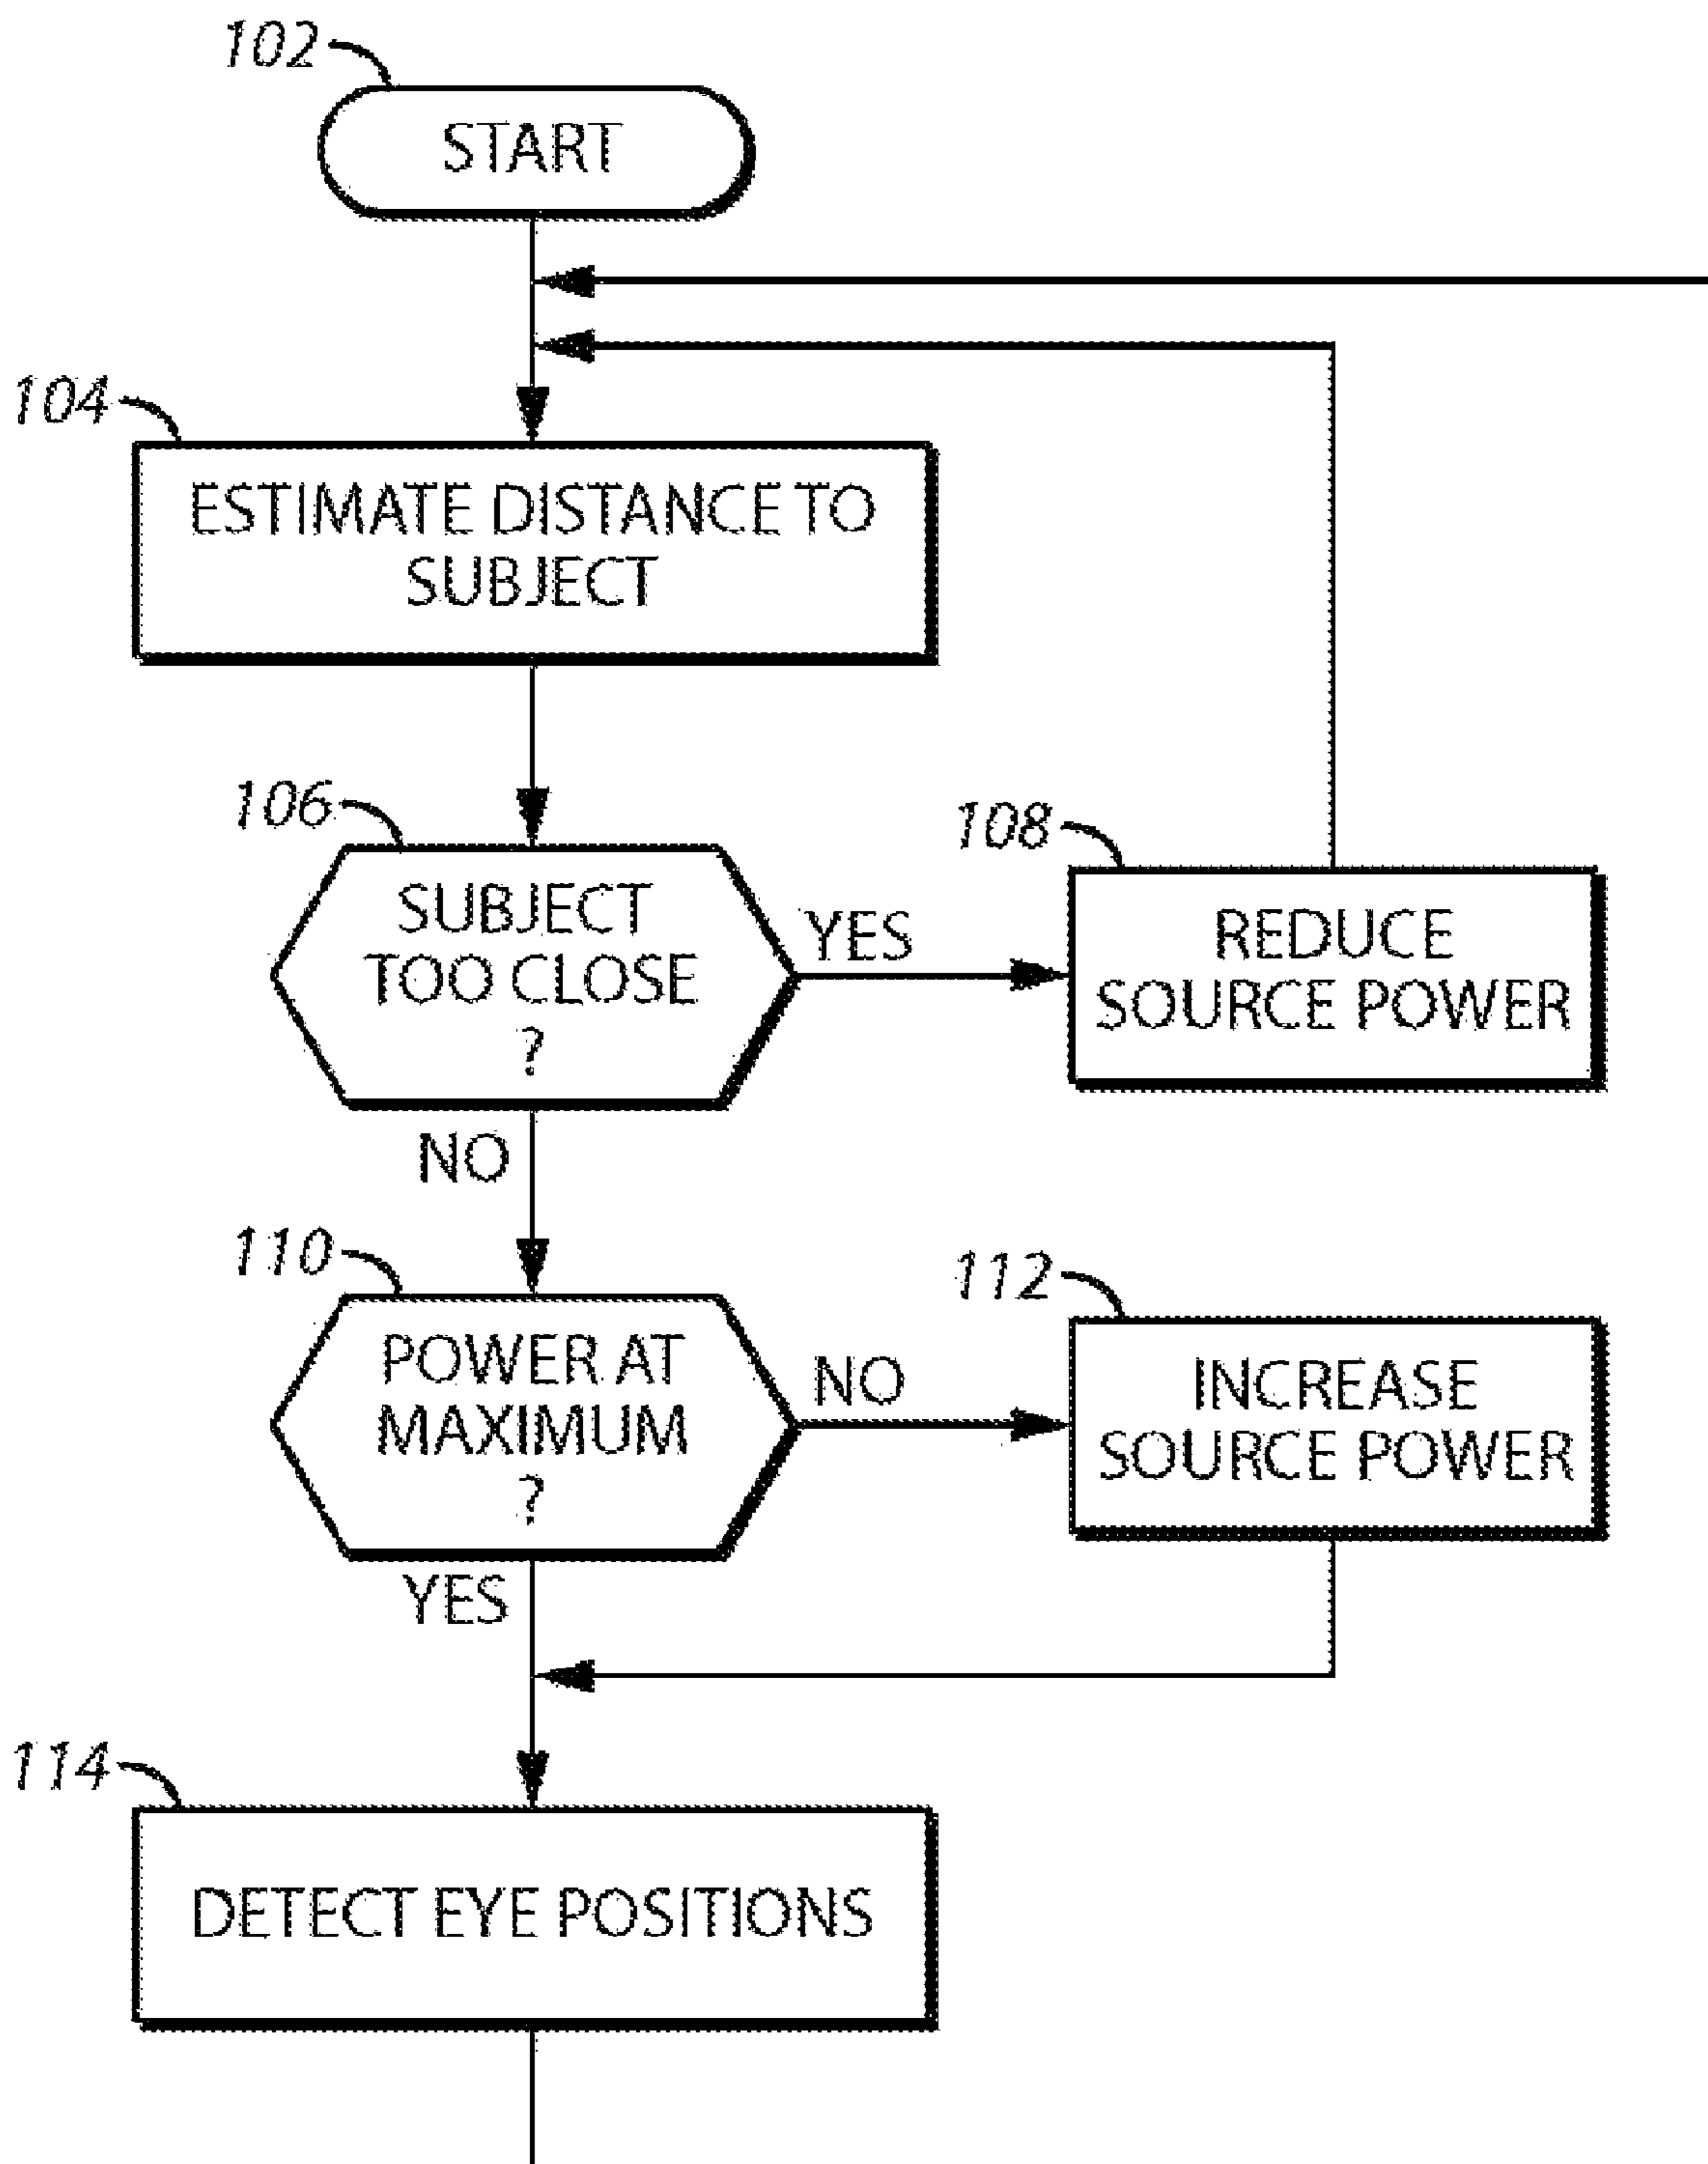 102
START
104
ESTIMATE DISTANCE TO
SUBJECT
106
SUBJECT
TOO CLOSE
?
YES
108
REDUCE
SOURCE POWER
NO
110
POWER AT
MAXIMUM
?
NO
112
INCREASE
SOURCE POWER
YES
114
DETECT EYE POSITIONS